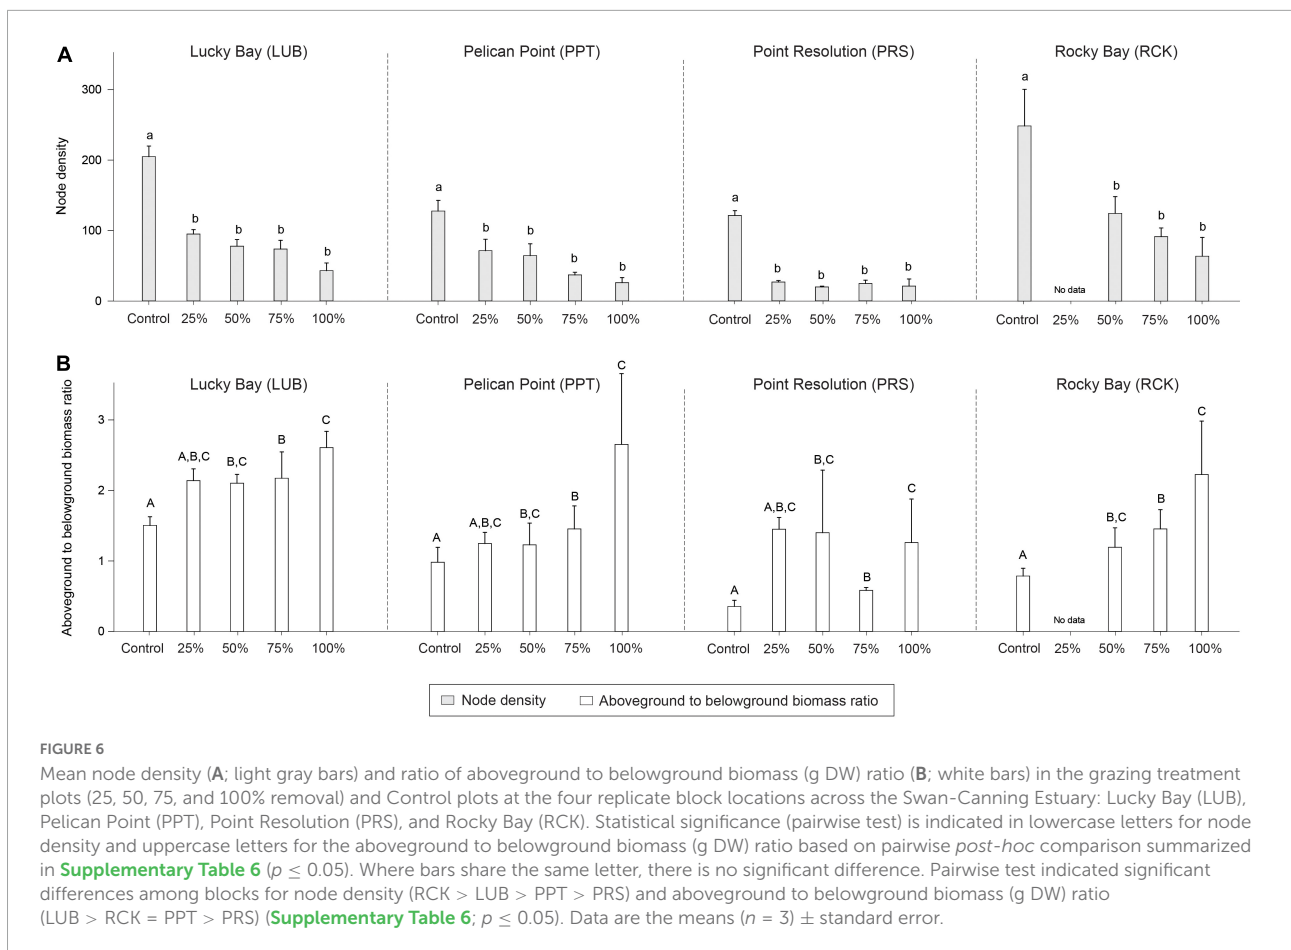 A
Lucky Bay (LUB) Pelican Point (PPT) Point Resolution (PRS) Rocky Bay (RCK)
Node density
300
200
100
0
a b b b b
a b b b b
a b b b b
a No data b b b
Control 25% 50% 75% 100% Control 25% 50% 75% 100% Control 25% 50% 75% 100% Control 25% 50% 75% 100%
B
Lucky Bay (LUB) Pelican Point (PPT) Point Resolution (PRS) Rocky Bay (RCK)
Aboveground to belowground biomass ratio
3
2
1
0
A A,B,C B,C B C
A A,B,C B,C B C
A A,B,C B,C B C
A No data B,C B C
Control 25% 50% 75% 100% Control 25% 50% 75% 100% Control 25% 50% 75% 100% Control 25% 50% 75% 100%
Node density Aboveground to belowground biomass ratio
FIGURE 6
Mean node density (A; light gray bars) and ratio of aboveground to belowground biomass (g DW) ratio (B; white bars) in the grazing treatment
plots (25, 50, 75, and 100% removal) and Control plots at the four replicate block locations across the Swan-Canning Estuary: Lucky Bay (LUB),
Pelican Point (PPT), Point Resolution (PRS), and Rocky Bay (RCK). Statistical significance (pairwise test) is indicated in lowercase letters for node
density and uppercase letters for the aboveground to belowground biomass (g DW) ratio based on pairwise post-hoc comparison summarized
in Supplementary Table 6 (p ≤ 0.05). Where bars share the same letter, there is no significant difference. Pairwise test indicated significant
differences among blocks for node density (RCK > LUB > PPT > PRS) and aboveground to belowground biomass (g DW) ratio
(LUB > RCK = PPT > PRS) (Supplementary Table 6; p ≤ 0.05). Data are the means (n = 3) ± standard error.